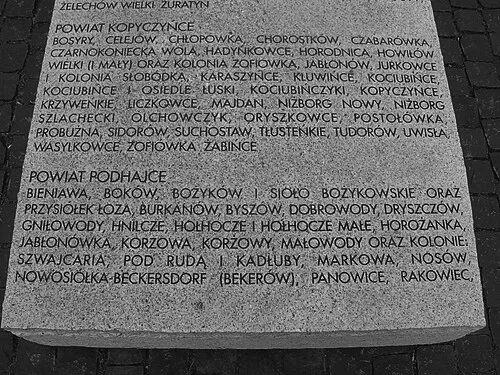 ŻELECHÓW WIELKI ŻURATYN
POWIAT KOPYCZYŃCE
BOSYRY, CELEJÓW, CHŁOPÓWKA, CHOROSTKÓW, CZABARÓWKA,
CZARNOKONIECKA WOLA, HADYŃKOWCE, HORODNICA, HOWIŁÓW
WIELKI (I MAŁY) ORAZ KOLONIA ZOFIÓWKA, JABŁONÓW, JURKOWCE
I KOLONIA SŁOBÓDKA, KARASZYŃCE, KLUWIŃCE, KOCIUBIŃCE,
KOCIUBIŃCE I OSIEDLE ŁUSKI, KOCIUBIŃCZYKI, KOPYCZYŃCE,
KRZYWEŃKIE, LICZKOWCE, MAJDAN, NIŻBORG NOWY, NIŻBORG
SZLACHECKI, OLCHOWCZYK, ORYSZKOWCE, POSTOŁÓWKA,
PROBUŻNA, SIDORÓW, SUCHOSTAW, TŁUSTEŃKIE, TUDORÓW, UWISŁA,
WASYLKOWCE, ZOFIÓWKA ŻABIŃCE
POWIAT PODHAJCE
BIENIAWA, BOKÓW, BOŻYKÓW I SIOŁO BOŻYKOWSKIE ORAZ
PRZYSIÓŁEK ŁOZA, BURKANÓW, BYSZÓW, DOBROWODY, DRYSZCZÓW,
GNIŁOWODY, HNILCZE, HOŁHOCZE I HOŁHOCZE MAŁE, HOROŻANKA,
JABŁONÓWKA, KORZOWA, KORŻOWY, MAŁOWODY ORAZ KOLONIE:
SZWAJCARIA, POD RUDĄ I KADŁUBY, MARKOWA, NOSÓW,
NOWOSIÓŁKA-BECKERSDORF (BEKERÓW), PANOWICE, RAKOWIEC,